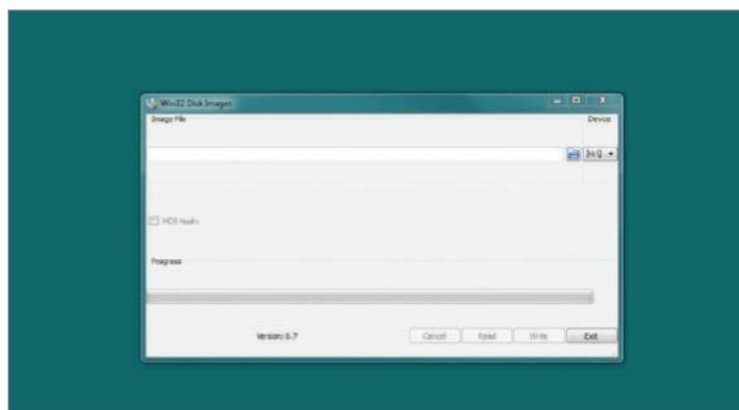 Win32 Disk Imager
Image File
Device
MD5 Hash:
Progress
Version: 0.7
Cancel
Read
Write
Exit